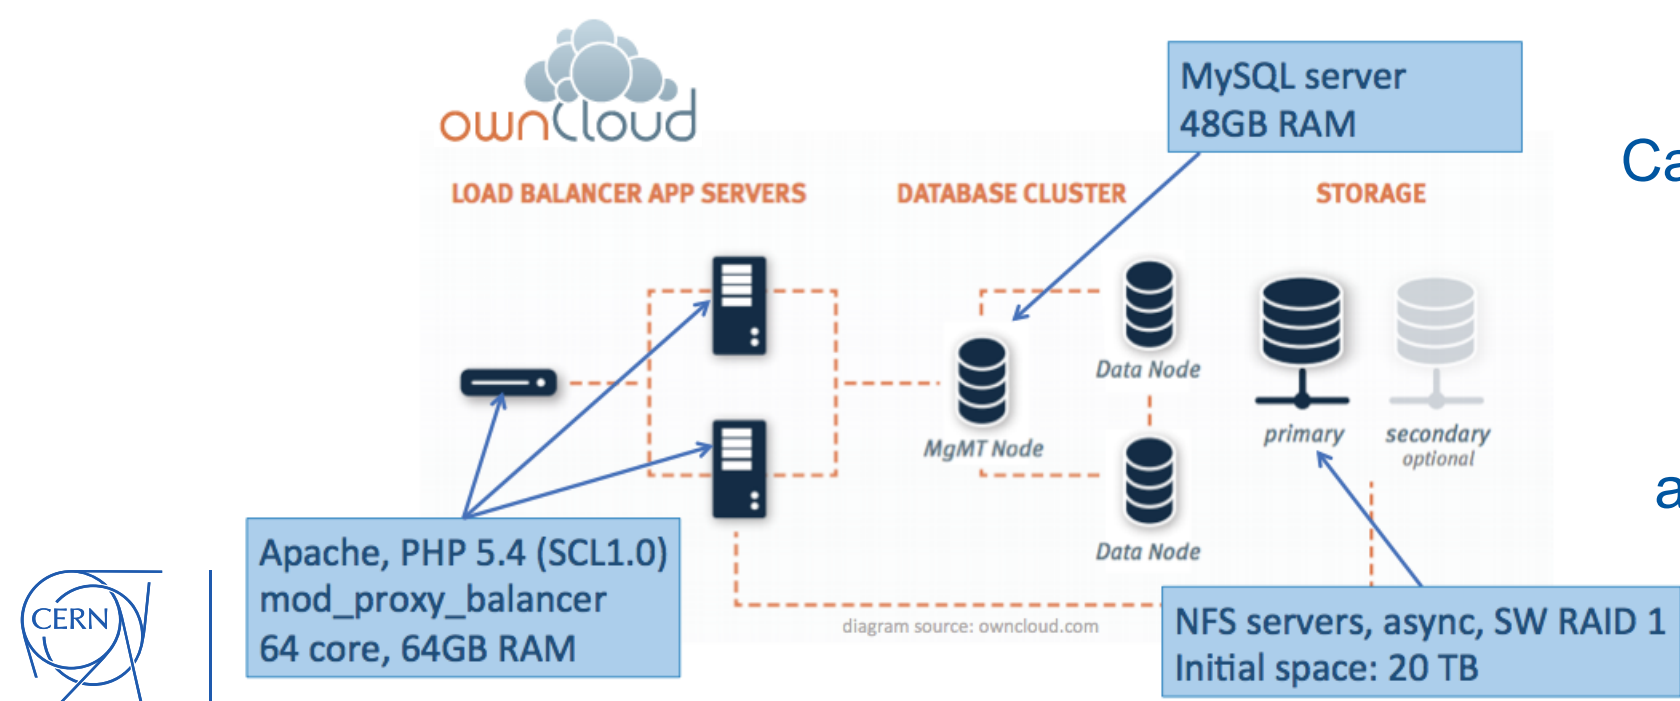 ownCloud
MySQL server
48GB RAM
LOAD BALANCER APP SERVERS
DATABASE CLUSTER
STORAGE
Data Node
MgMT Node
primary
secondary
optional
Data Node
Apache, PHP 5.4 (SCL1.0)
mod_proxy_balancer
64 core, 64GB RAM
diagram source: owncloud.com
NFS servers, async, SW RAID 1
Initial space: 20 TB
CERN